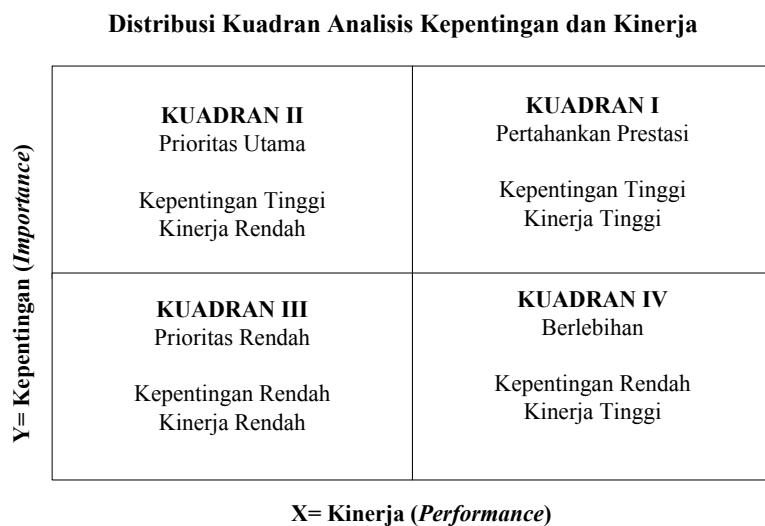 Distribusi Kuadran Analisis Kepentingan dan Kinerja
Y= Kepentingan (Importance)
KUADRAN II
Prioritas Utama
Kepentingan Tinggi
Kinerja Rendah
KUADRAN I
Pertahankan Prestasi
Kepentingan Tinggi
Kinerja Tinggi
KUADRAN III
Prioritas Rendah
Kepentingan Rendah
Kinerja Rendah
KUADRAN IV
Berlebihan
Kepentingan Rendah
Kinerja Tinggi
X= Kinerja (Performance)